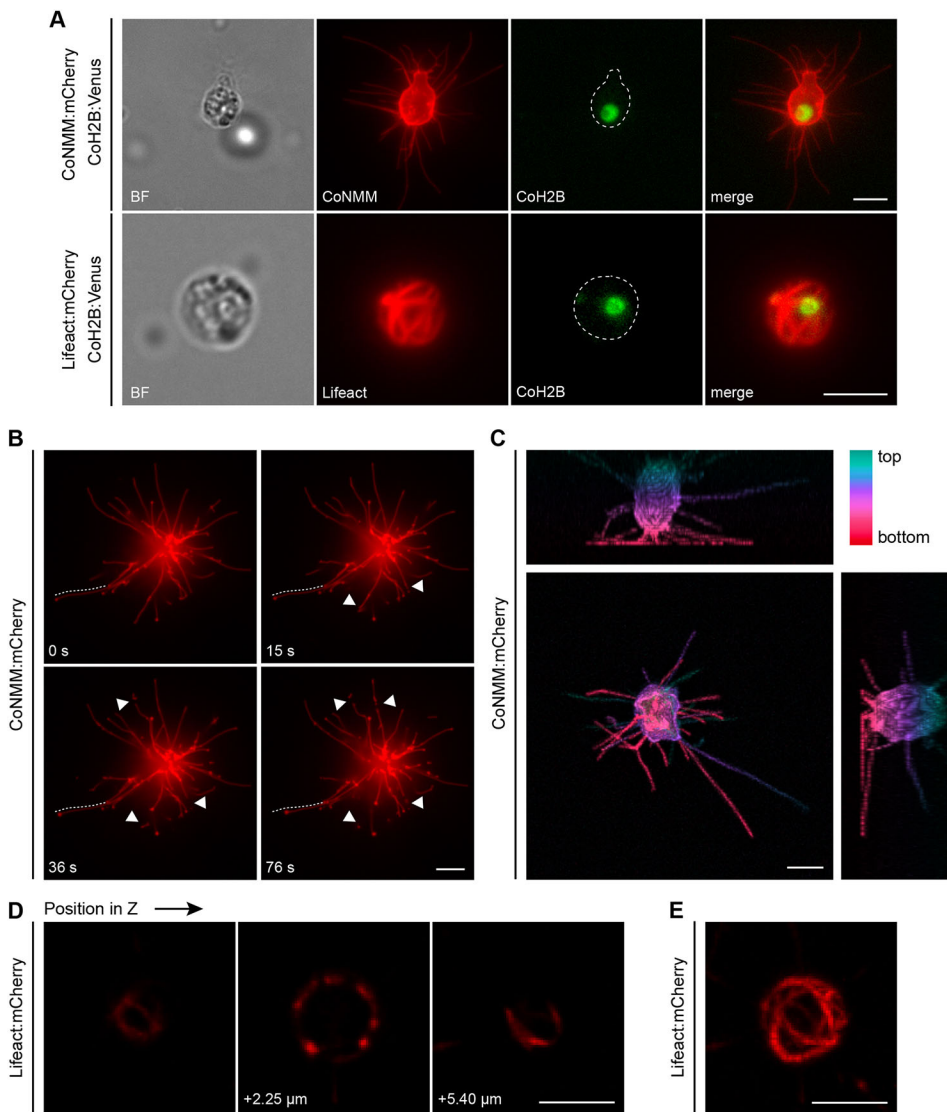 A
CoNMM:mCherry
CoH2B:Venus
BF
CoNMM
CoH2B
merge
Lifeact:mCherry
CoH2B:Venus
BF
Lifeact
CoH2B
merge
B
CoNMM:mCherry
0 s
15 s
36 s
76 s
C
CoNMM:mCherry
top
bottom
D
Position in Z
Lifeact:mCherry
+2.25 µm
+5.40 µm
E
Lifeact:mCherry